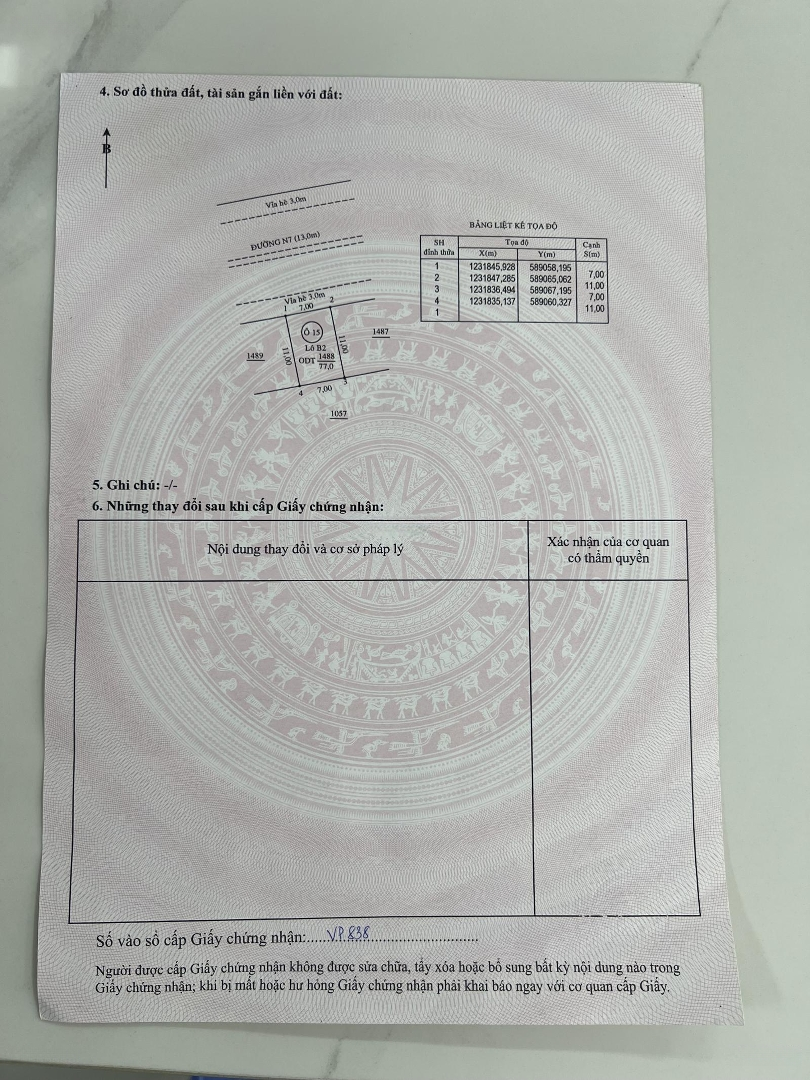 4. Sơ đồ thửa đất, tài sản gắn liền với đất:
B
Vỉa hè 3,0m
ĐƯỜNG N7 (13,0m)
Vỉa hè 3,0m
1 7,00 2
Ô 15
Lô B2
ODT 1488
77,0
11,00
11,00
1487
1489
4 7,00 3
1057
BẢNG LIỆT KÊ TỌA ĐỘ
SH đỉnh thửa Tọa độ Cạnh S(m)
X(m) Y(m)
1 1231845,928 589058,195
7,00
2 1231847,285 589065,062
11,00
3 1231836,494 589067,195
7,00
4 1231835,137 589060,327
11,00
1
5. Ghi chú: -/-
6. Những thay đổi sau khi cấp Giấy chứng nhận:
Nội dung thay đổi và cơ sở pháp lý
Xác nhận của cơ quan
có thẩm quyền
Số vào sổ cấp Giấy chứng nhận:.....VP.838...............................
Người được cấp Giấy chứng nhận không được sửa chữa, tẩy xóa hoặc bổ sung bất kỳ nội dung nào trong
Giấy chứng nhận; khi bị mất hoặc hư hỏng Giấy chứng nhận phải khai báo ngay với cơ quan cấp Giấy.